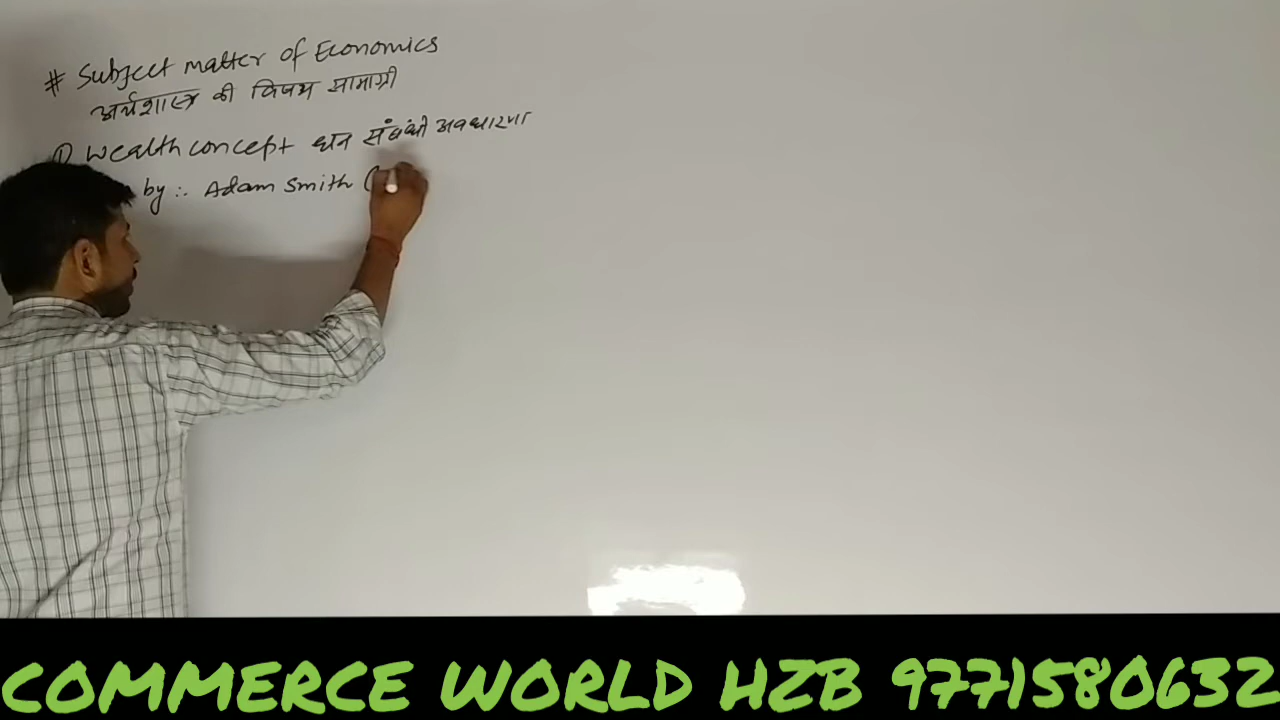 # Subject matter of Economics
अर्थशास्त्र की विषय सामाग्री
① Wealth concept धन संबंधी अवधारणा
by :- Adam Smith (
COMMERCE WORLD HZB 9771580632